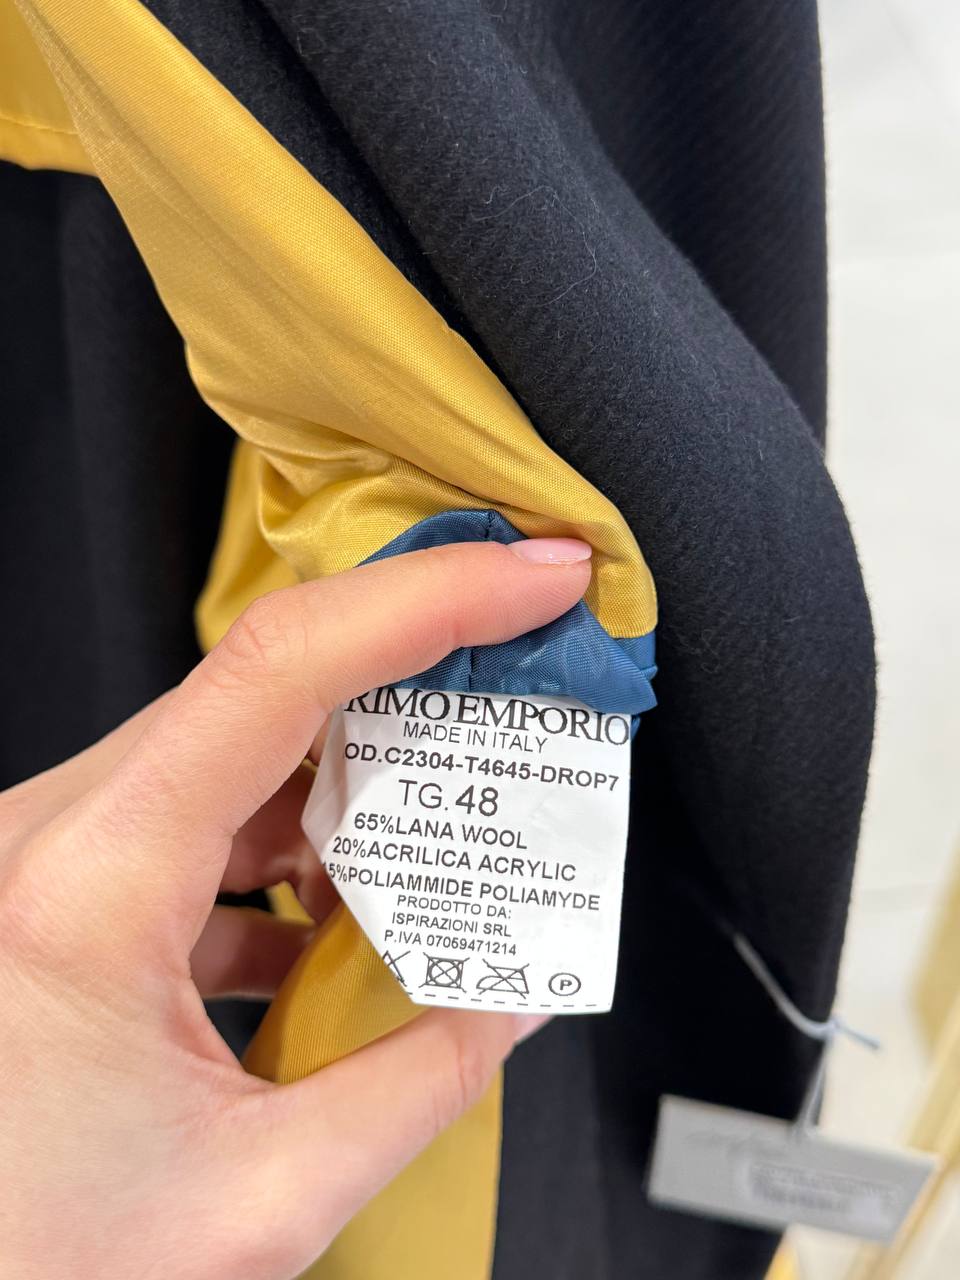 RIMO EMPORIO
MADE IN ITALY
OD.C2304-T4645-DROP7
TG. 48
65%LANA WOOL
20%ACRILICA ACRYLIC
5%POLIAMMIDE POLIAMYDE
PRODOTTO DA:
ISPIRAZIONI SRL
P.IVA 07059471214
P